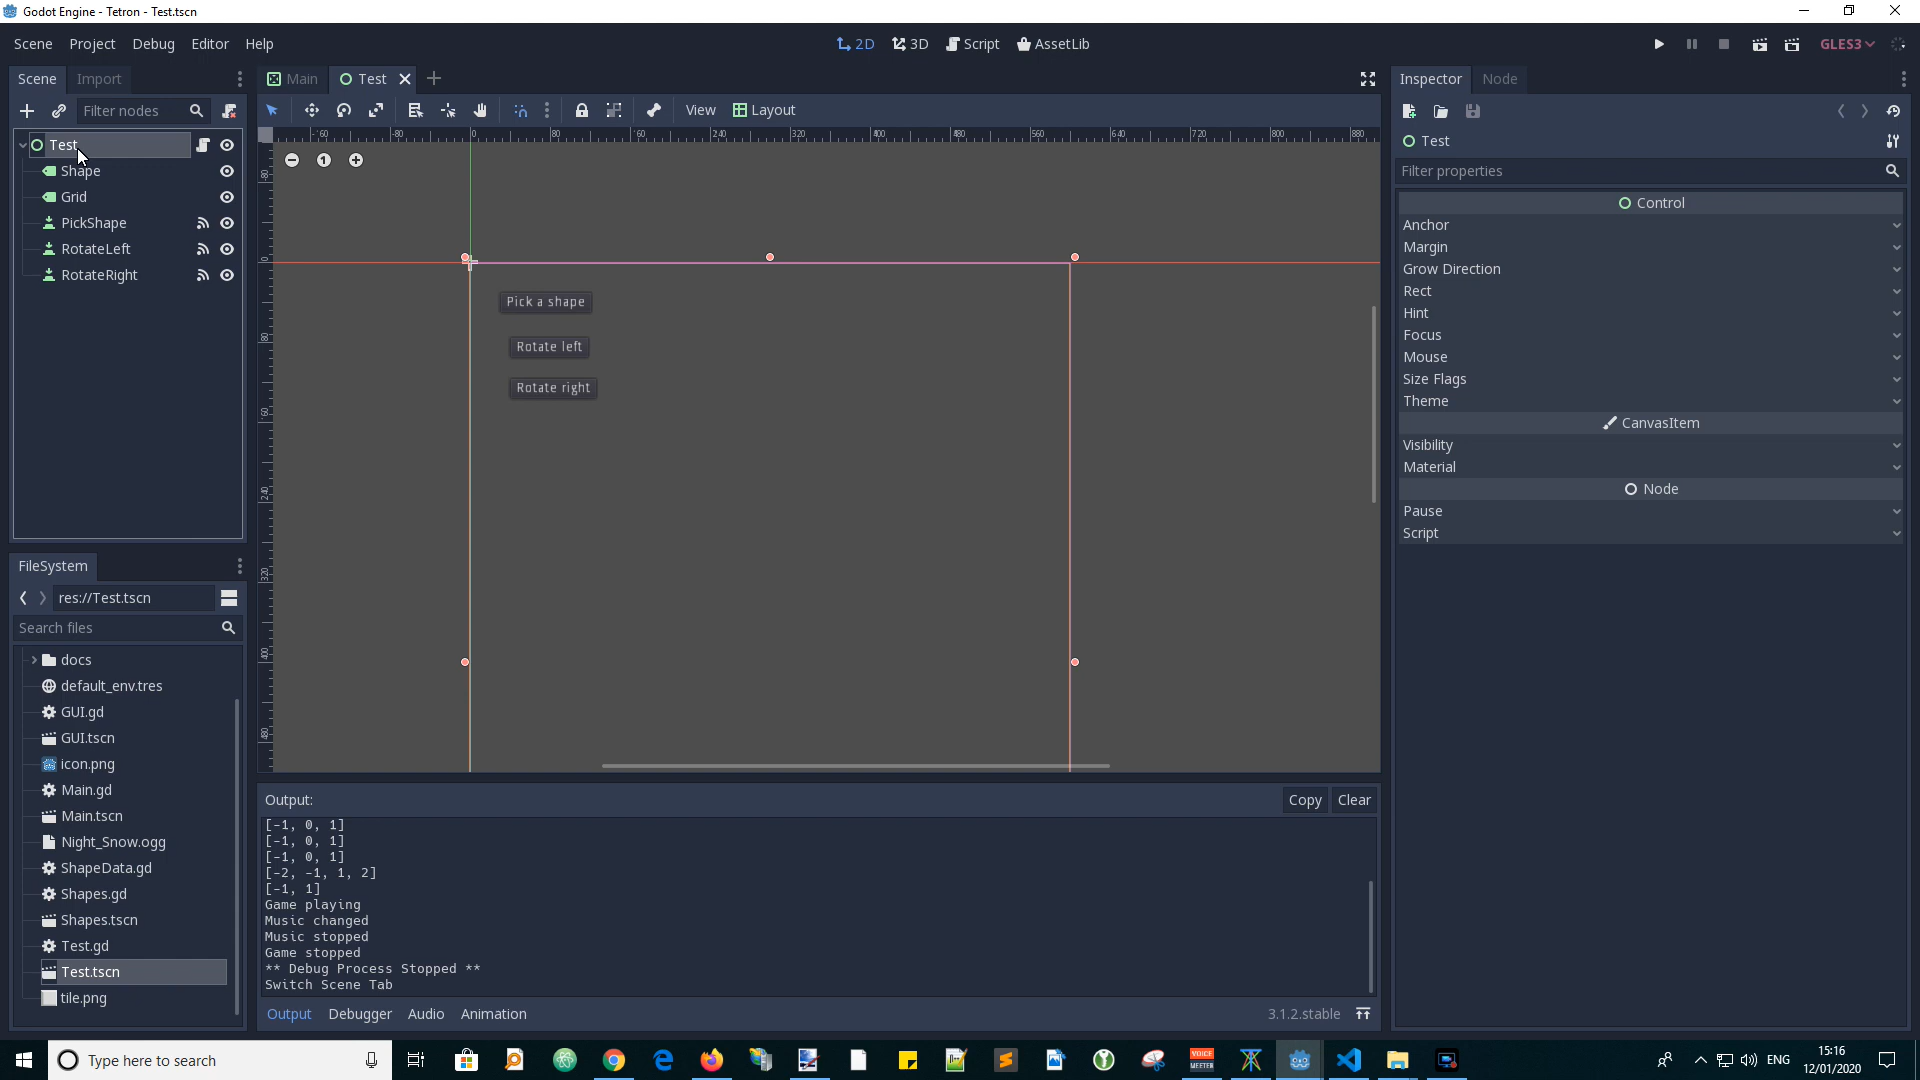 Godot Engine - Tetron - Test.tscn
Scene Project Debug Editor Help
2D 3D Script AssetLib
GLES3
Scene Import
Main Test
Inspector Node
Filter nodes
View Layout
Test
Shape
Grid
PickShape
RotateLeft
RotateRight
Pick a shape
Rotate left
Rotate right
Test
Filter properties
Control
Anchor
Margin
Grow Direction
Rect
Hint
Focus
Mouse
Size Flags
Theme
CanvasItem
Visibility
Material
Node
Pause
Script
FileSystem
res://Test.tscn
Search files
docs
default_env.tres
GUI.gd
GUI.tscn
icon.png
Main.gd
Main.tscn
Night_Snow.ogg
ShapeData.gd
Shapes.gd
Shapes.tscn
Test.gd
Test.tscn
tile.png
Output:
Copy Clear
[-1, 0, 1]
[-1, 0, 1]
[-1, 0, 1]
[-2, -1, 1, 2]
[-1, 1]
Game playing
Music changed
Music stopped
Game stopped
** Debug Process Stopped **
Switch Scene Tab
Output Debugger Audio Animation
3.1.2.stable
Type here to search
VOICE
MEETER
ENG
15:16
12/01/2020